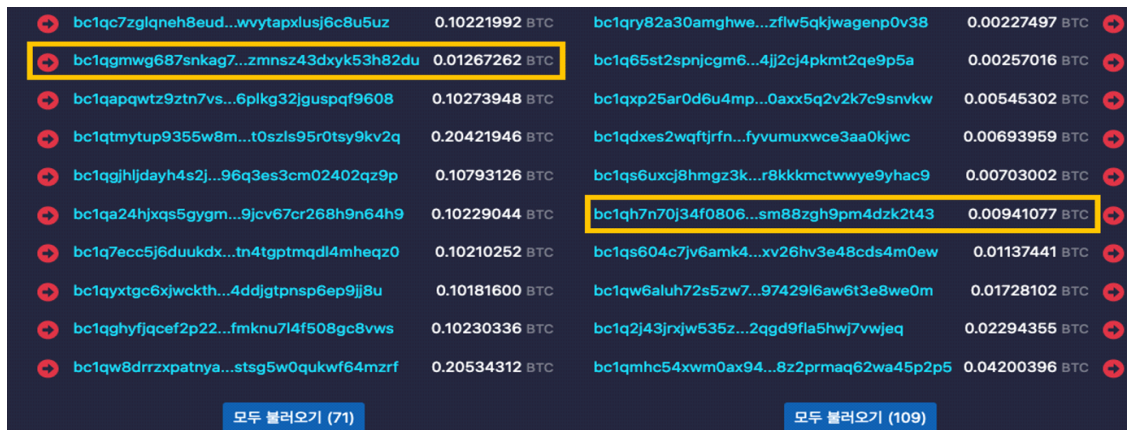 bc1qc7zglqneh8eud...wvytapxlusj6c8u5uz 0.10221992 BTC
bc1qgmwg687snkag7...zmnsz43dxyk53h82du 0.01267262 BTC
bc1qapqwtz9ztn7vs...6plkg32jguspqf9608 0.10273948 BTC
bc1qtmytup9355w8m...t0szls95r0tsy9kv2q 0.20421946 BTC
bc1qgjhljdayh4s2j...96q3es3cm02402qz9p 0.10793126 BTC
bc1qa24hjxqs5gygm...9jcv67cr268h9n64h9 0.10229044 BTC
bc1q7ecc5j6duukdx...tn4tgptmqdl4mheqz0 0.10210252 BTC
bc1qyxtgc6xjwckth...4ddjgtpnsp6ep9jj8u 0.10181600 BTC
bc1qghyfjqcef2p22...fmknu7l4f508gc8vws 0.10230336 BTC
bc1qw8drrzxpatnya...stsg5w0qukwf64mzrf 0.20534312 BTC
모두 불러오기 (71)
bc1qry82a30amghwe...zflw5qkjwagenp0v38 0.00227497 BTC
bc1q65st2spnjcgm6...4jj2cj4pkmt2qe9p5a 0.00257016 BTC
bc1qxp25ar0d6u4mp...0axx5q2v2k7c9snvkw 0.00545302 BTC
bc1qdxes2wqftjrfn...fyvumuxwce3aa0kjwc 0.00693959 BTC
bc1qs6uxcj8hmgz3k...r8kkkmctwwye9yhac9 0.00703002 BTC
bc1qh7n70j34f0806...sm88zgh9pm4dzk2t43 0.00941077 BTC
bc1qs604c7jv6amk4...xv26hv3e48cds4m0ew 0.01137441 BTC
bc1qw6aluh72s5zw7...97429l6aw6t3e8we0m 0.01728102 BTC
bc1q2j43jrxjw535z...2qgd9fla5hwj7vwjeq 0.02294355 BTC
bc1qmhc54xwm0ax94...8z2prmaq62wa45p2p5 0.04200396 BTC
모두 불러오기 (109)